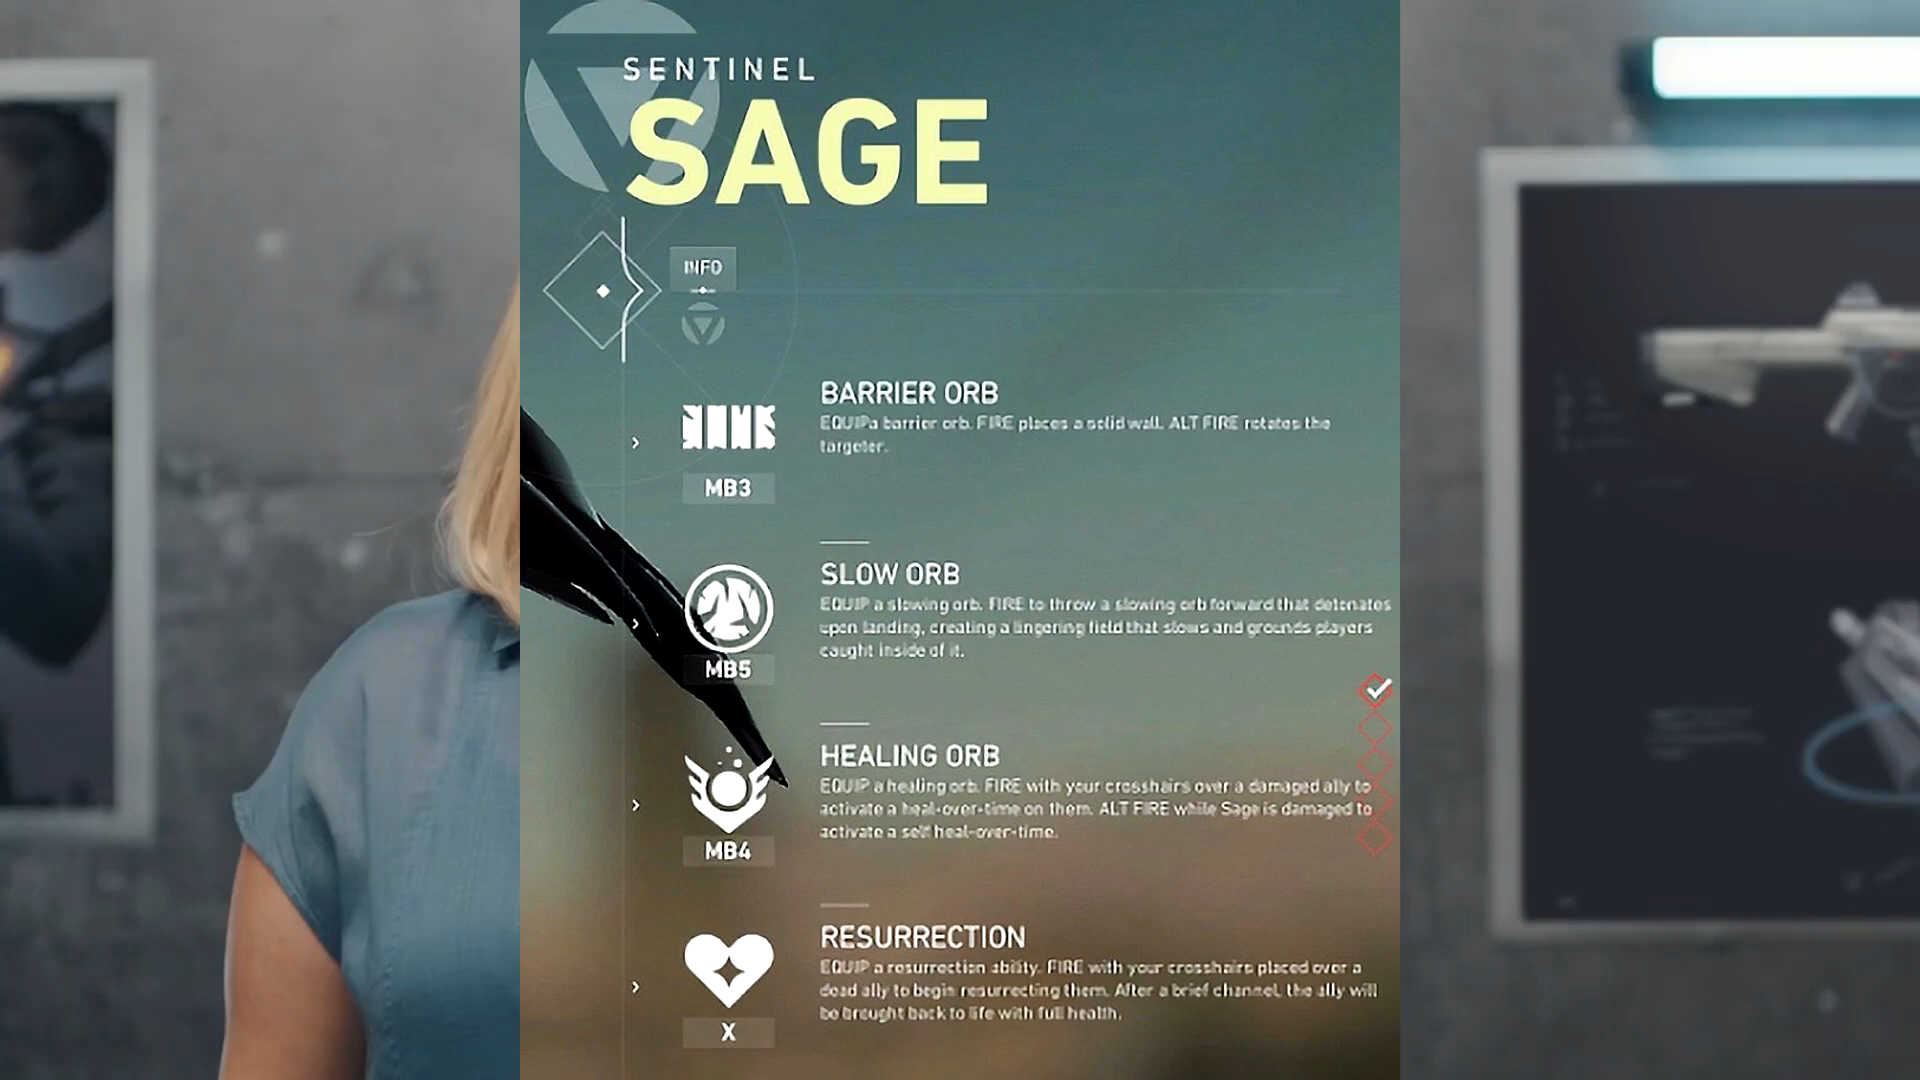 SENTINEL
SAGE
INFO
BARRIER ORB
EQUIPa barrier orb. FIRE places a solid wall. ALT FIRE rotates the
targeter.
MB3
SLOW ORB
EQUIP a slowing orb. FIRE to throw a slowing orb forward that detonates
upon landing, creating a lingering field that slows and grounds players
caught inside of it.
MB5
HEALING ORB
EQUIP a healing orb. FIRE with your crosshairs over a damaged ally to
activate a heal-over-time on them. ALT FIRE while Sage is damaged to
activate a self heal-over-time.
MB4
RESURRECTION
EQUIP a resurrection ability. FIRE with your crosshairs placed over a
dead ally to begin resurrecting them. After a brief channel, the ally will
be brought back to life with full health.
X